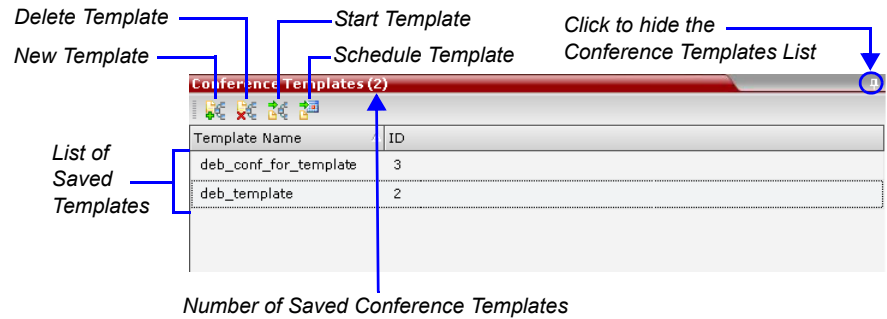 Delete Template
New Template
Start Template
Schedule Template
Click to hide the
Conference Templates List
Conference Templates (2)
Template Name
ID
deb_conf_for_template
3
deb_template
2
List of
Saved
Templates
Number of Saved Conference Templates